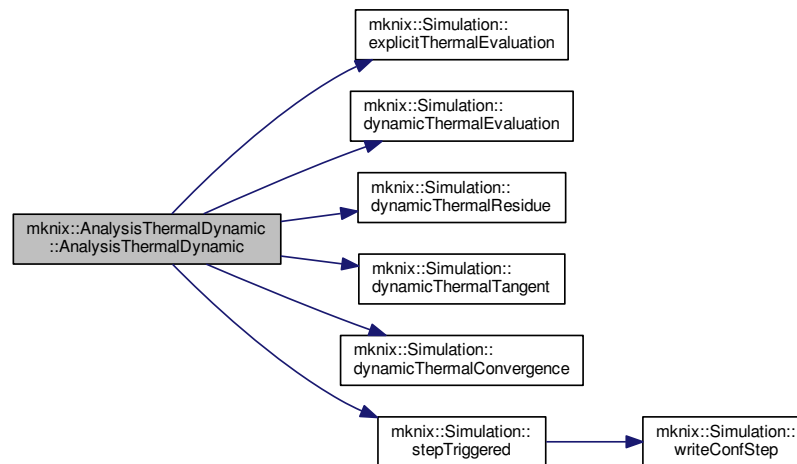 mknix::Simulation::
explicitThermalEvaluation
mknix::Simulation::
dynamicThermalEvaluation
mknix::Simulation::
dynamicThermalResidue
mknix::AnalysisThermalDynamic
::AnalysisThermalDynamic
mknix::Simulation::
dynamicThermalTangent
mknix::Simulation::
dynamicThermalConvergence
mknix::Simulation::
stepTriggered
mknix::Simulation::
writeConfStep